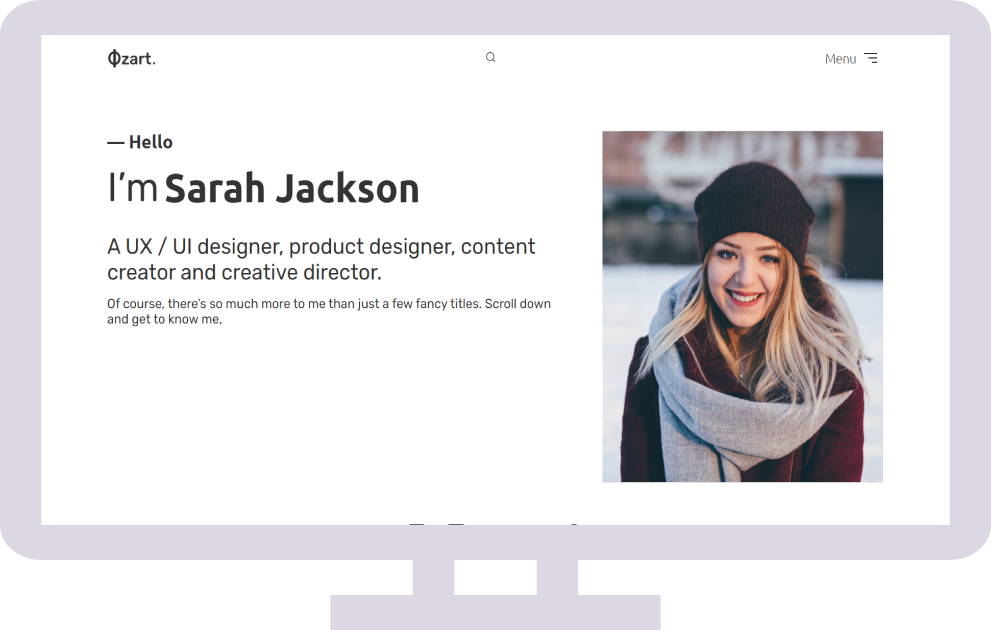 Փzart.
Menu
— Hello
I’m Sarah Jackson
A UX / UI designer, product designer, content
creator and creative director.
Of course, there’s so much more to me than just a few fancy titles. Scroll down
and get to know me,